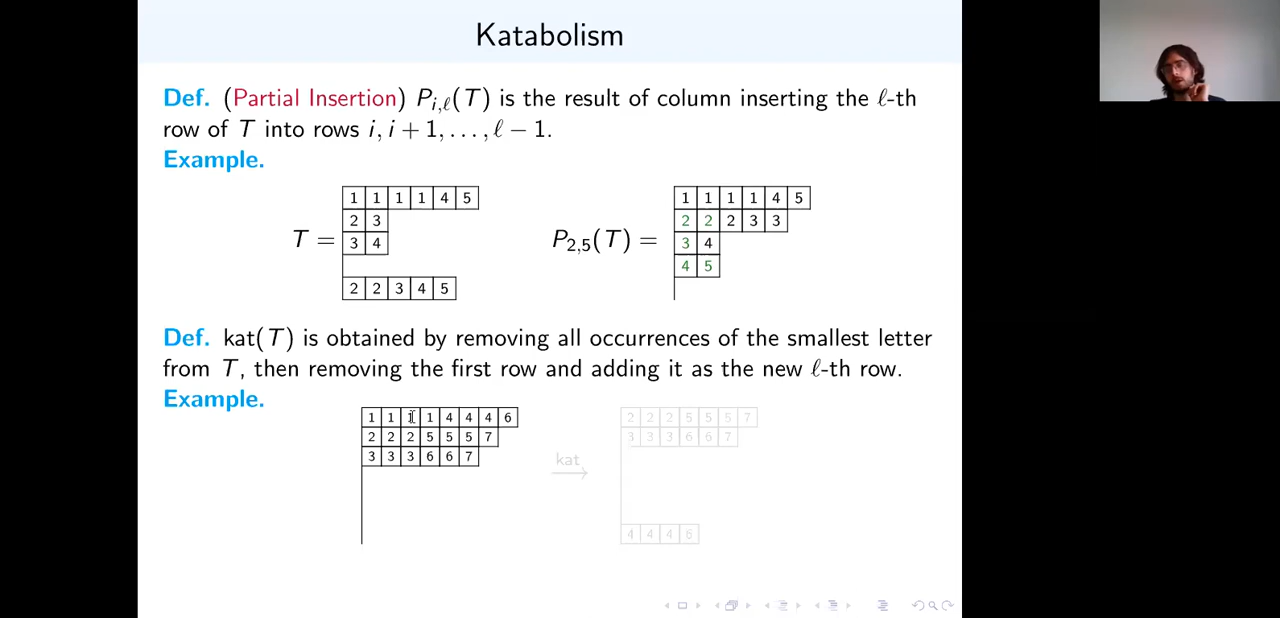 Katabolism
Def. (Partial Insertion) P_{i,ℓ}(T) is the result of column inserting the ℓ-th
row of T into rows i, i + 1, . . . , ℓ − 1.
Example.
1 1 1 1 4 5
2 3
T = 3 4
2 2 3 4 5
1 1 1 1 4 5
2 2 2 3 3
P_{2,5}(T) = 3 4
4 5
Def. kat(T) is obtained by removing all occurrences of the smallest letter
from T, then removing the first row and adding it as the new ℓ-th row.
Example.
1 1 1 1 4 4 4 6
2 2 2 5 5 5 7
3 3 3 6 6 7
kat
2 2 2 5 5 5 7
3 3 3 6 6 7
4 4 4 6